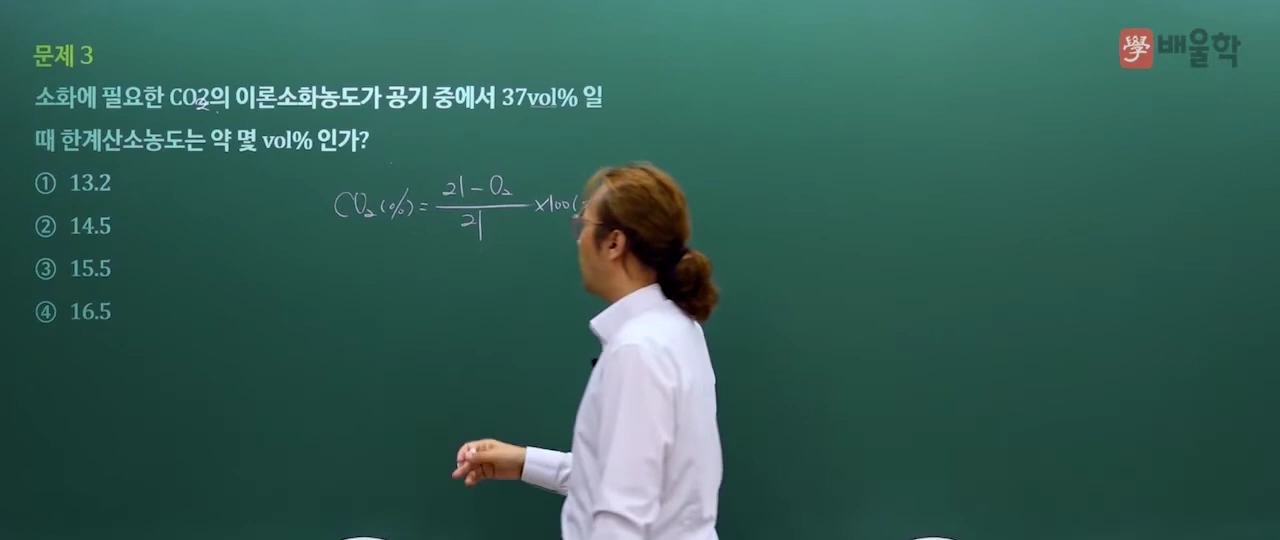 문제 3
學 배울학
소화에 필요한 CO2의 이론소화농도가 공기 중에서 37vol% 일
때 한계산소농도는 약 몇 vol% 인가?
① 13.2
② 14.5
③ 15.5
④ 16.5
CO₂(%) = (21 - O₂)/21 ×100(